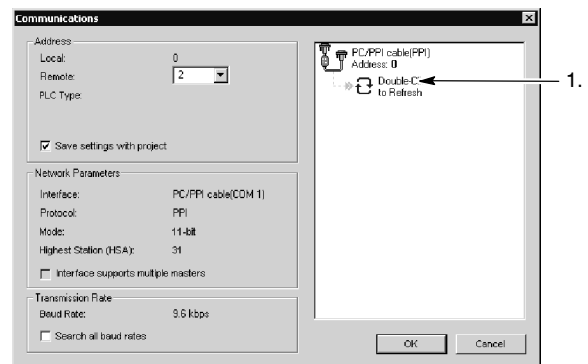 Communications
Address
Local: 0
Remote: 2
PLC Type:
Save settings with project
Network Parameters
Interface: PC/PPI cable(COM 1)
Protocol: PPI
Mode: 11-bit
Highest Station (HSA): 31
Interface supports multiple masters
Transmission Rate
Baud Rate: 9.6 kbps
Search all baud rates
PC/PPI cable(PPI)
Address: 0
Double-C
to Refresh
1.
OK Cancel